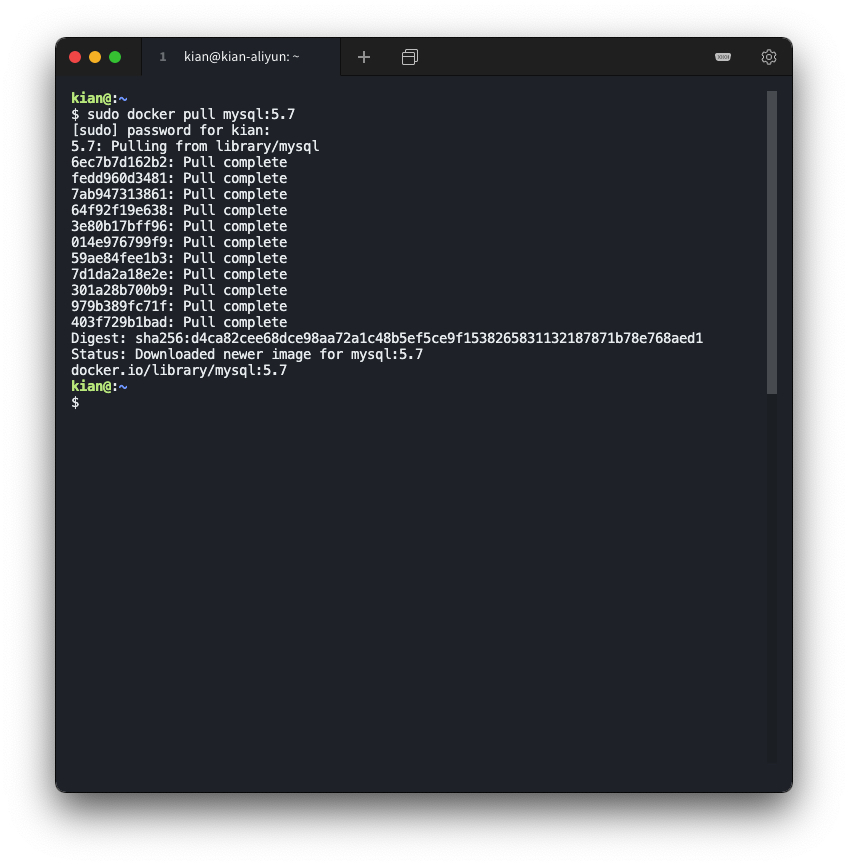 1 kian@kian-aliyun: ~
kian@:~
$ sudo docker pull mysql:5.7
[sudo] password for kian:
5.7: Pulling from library/mysql
6ec7b7d162b2: Pull complete
fedd960d3481: Pull complete
7ab947313861: Pull complete
64f92f19e638: Pull complete
3e80b17bff96: Pull complete
014e976799f9: Pull complete
59ae84fee1b3: Pull complete
7d1da2a18e2e: Pull complete
301a28b700b9: Pull complete
979b389fc71f: Pull complete
403f729b1bad: Pull complete
Digest: sha256:d4ca82cee68dce98aa72a1c48b5ef5ce9f1538265831132187871b78e768aed1
Status: Downloaded newer image for mysql:5.7
docker.io/library/mysql:5.7
kian@:~
$